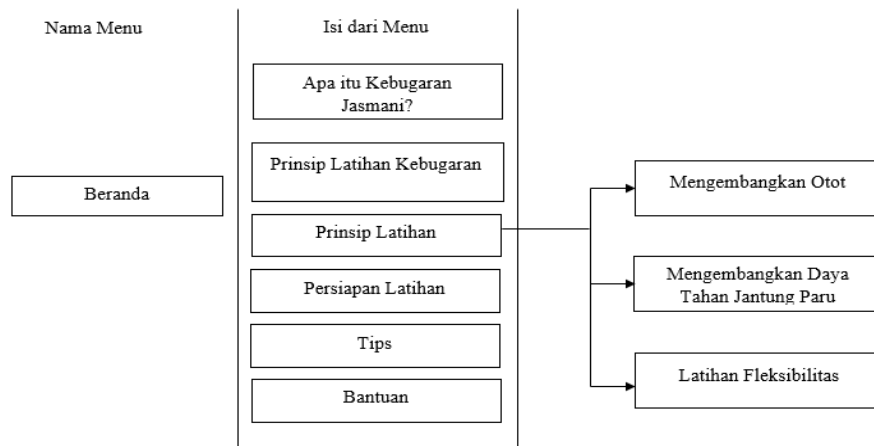 Nama Menu
Isi dari Menu
Apa itu Kebugaran
Jasmani?
Prinsip Latihan Kebugaran
Beranda
Prinsip Latihan
Persiapan Latihan
Tips
Bantuan
Mengembangkan Otot
Mengembangkan Daya
Tahan Jantung Paru
Latihan Fleksibilitas